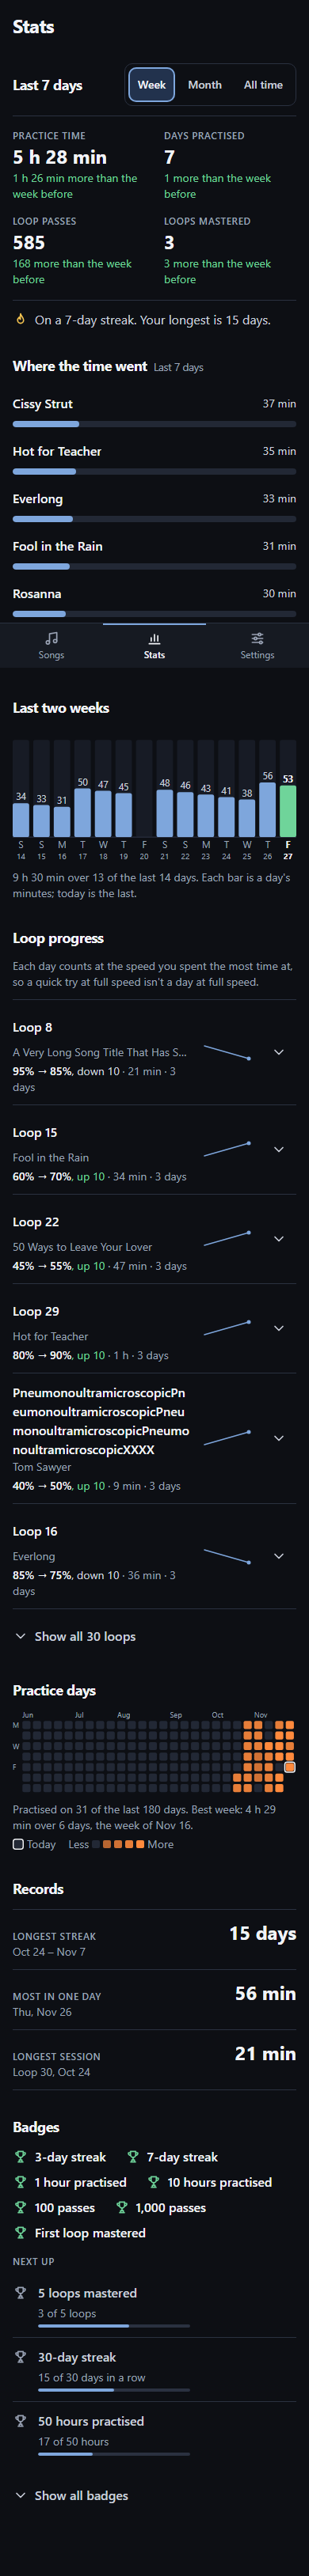 Stats
Last 7 days
Week Month All time
PRACTICE TIME
5 h 28 min
1 h 26 min more than the
week before
DAYS PRACTISED
7
1 more than the week
before
LOOP PASSES
585
168 more than the week
before
LOOPS MASTERED
3
3 more than the week
before
On a 7-day streak. Your longest is 15 days.
Where the time went Last 7 days
Cissy Strut 37 min
Hot for Teacher 35 min
Everlong 33 min
Fool in the Rain 31 min
Rosanna 30 min
Songs Stats Settings
Last two weeks
34 33 31 50 47 45 48 46 43 41 38 56 53
S S M T W T F S S M T W T F
14 15 16 17 18 19 20 21 22 23 24 25 26 27
9 h 30 min over 13 of the last 14 days. Each bar is a day's
minutes; today is the last.
Loop progress
Each day counts at the speed you spent the most time at,
so a quick try at full speed isn't a day at full speed.
Loop 8
A Very Long Song Title That Has S...
95% → 85%, down 10 · 21 min · 3
days
Loop 15
Fool in the Rain
60% → 70%, up 10 · 34 min · 3 days
Loop 22
50 Ways to Leave Your Lover
45% → 55%, up 10 · 47 min · 3 days
Loop 29
Hot for Teacher
80% → 90%, up 10 · 1 h · 3 days
PneumonoultramicroscopicPn
eumonoultramicroscopicPneu
monoultramicroscopicPneumo
noultramicroscopicXXXX
Tom Sawyer
40% → 50%, up 10 · 9 min · 3 days
Loop 16
Everlong
85% → 75%, down 10 · 36 min · 3
days
Show all 30 loops
Practice days
Jun Jul Aug Sep Oct Nov
M
W
F
Practised on 31 of the last 180 days. Best week: 4 h 29
min over 6 days, the week of Nov 16.
Today Less More
Records
LONGEST STREAK 15 days
Oct 24 – Nov 7
MOST IN ONE DAY 56 min
Thu, Nov 26
LONGEST SESSION 21 min
Loop 30, Oct 24
Badges
3-day streak 7-day streak
1 hour practised 10 hours practised
100 passes 1,000 passes
First loop mastered
NEXT UP
5 loops mastered
3 of 5 loops
30-day streak
15 of 30 days in a row
50 hours practised
17 of 50 hours
Show all badges